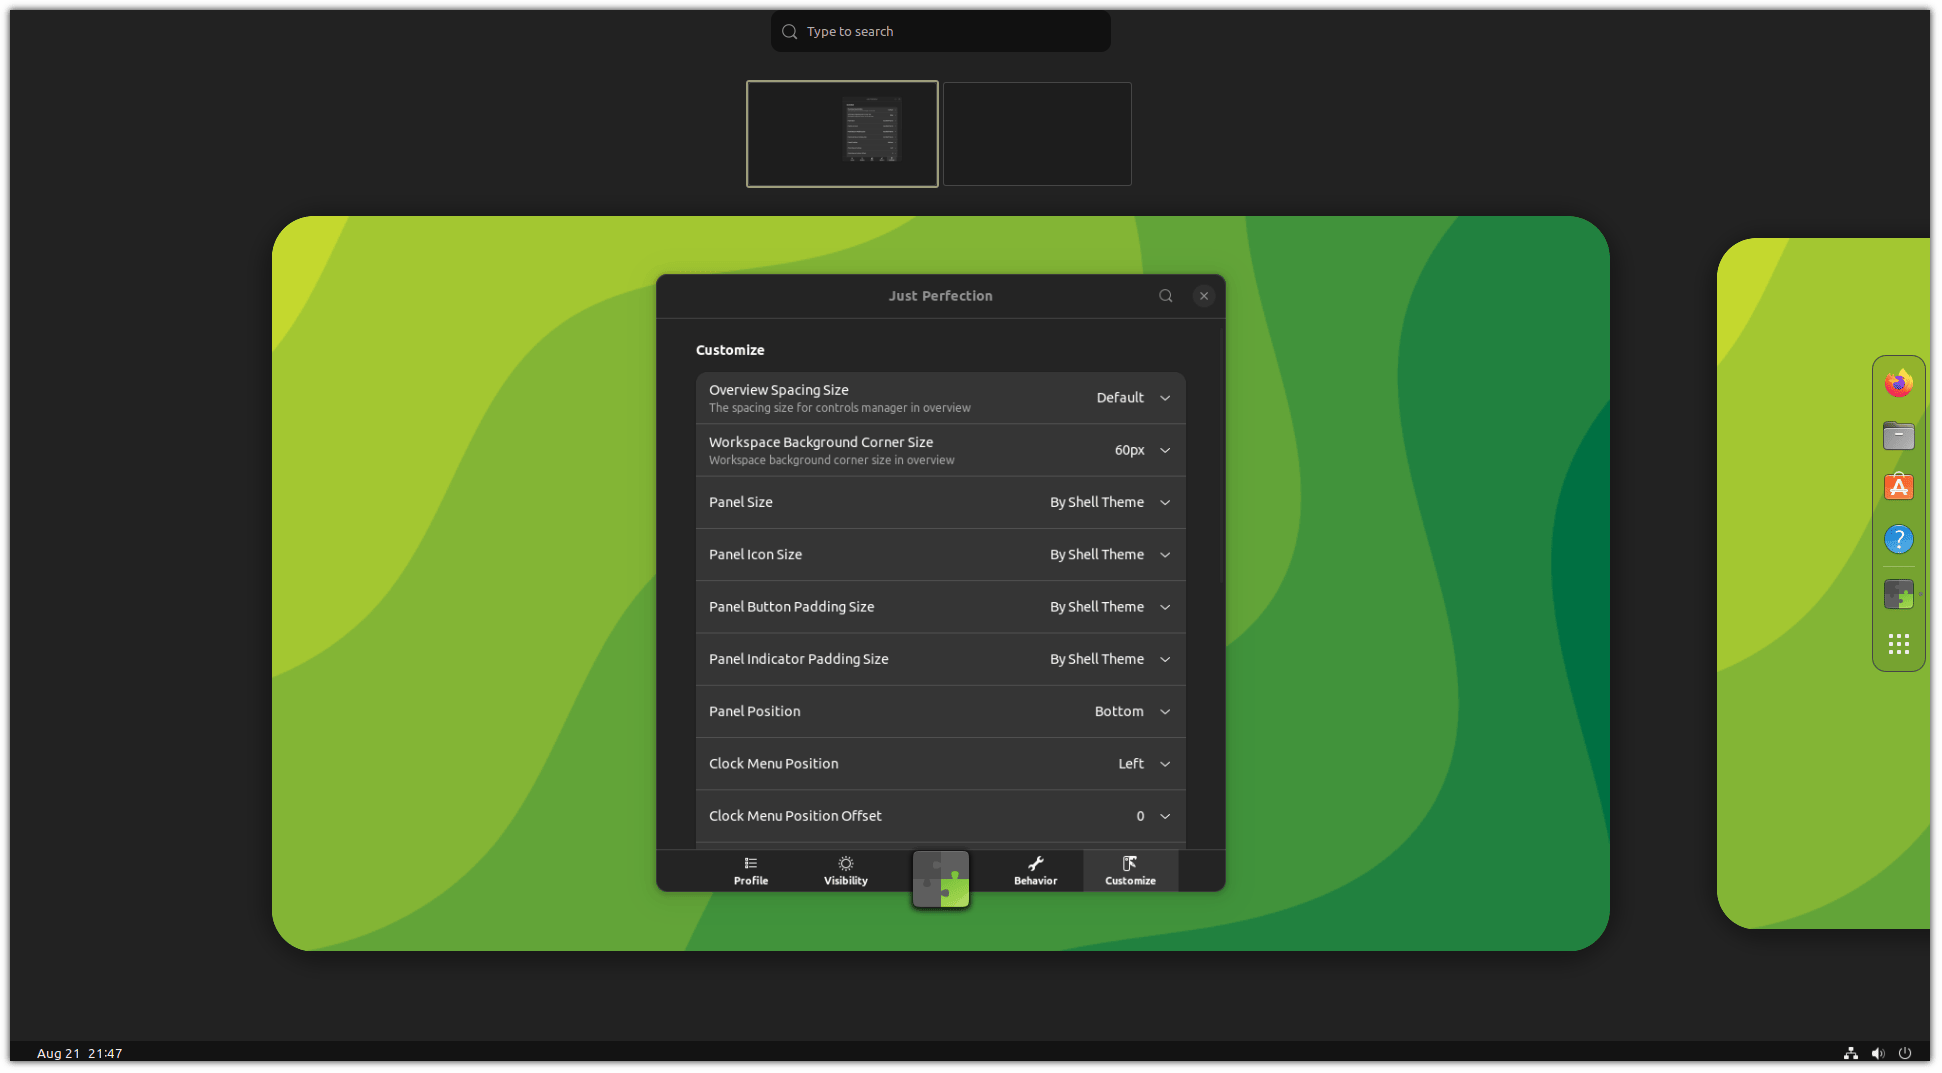 Type to search
Just Perfection
Customize
Overview Spacing Size
The spacing size for controls manager in overview
Default
Workspace Background Corner Size
Workspace background corner size in overview
60px
Panel Size
By Shell Theme
Panel Icon Size
By Shell Theme
Panel Button Padding Size
By Shell Theme
Panel Indicator Padding Size
By Shell Theme
Panel Position
Bottom
Clock Menu Position
Left
Clock Menu Position Offset
0
Profile
Visibility
Behavior
Customize
Aug 21 21:47